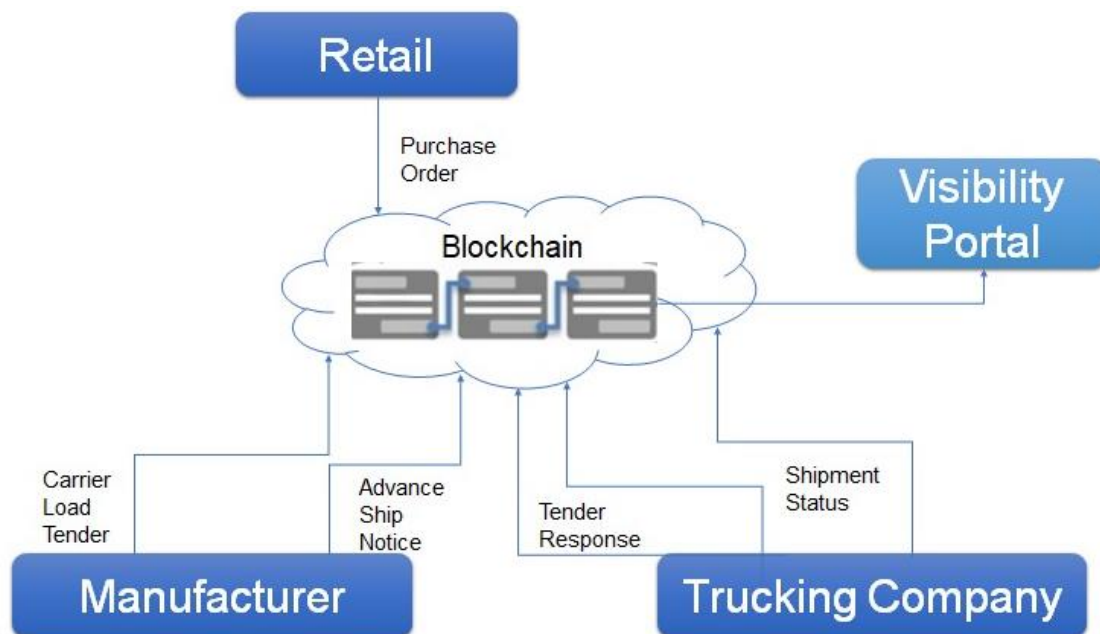 Retail
Purchase
Order
Visibility
Portal
Blockchain
Carrier
Load
Tender
Advance
Ship
Notice
Tender
Response
Shipment
Status
Manufacturer
Trucking Company